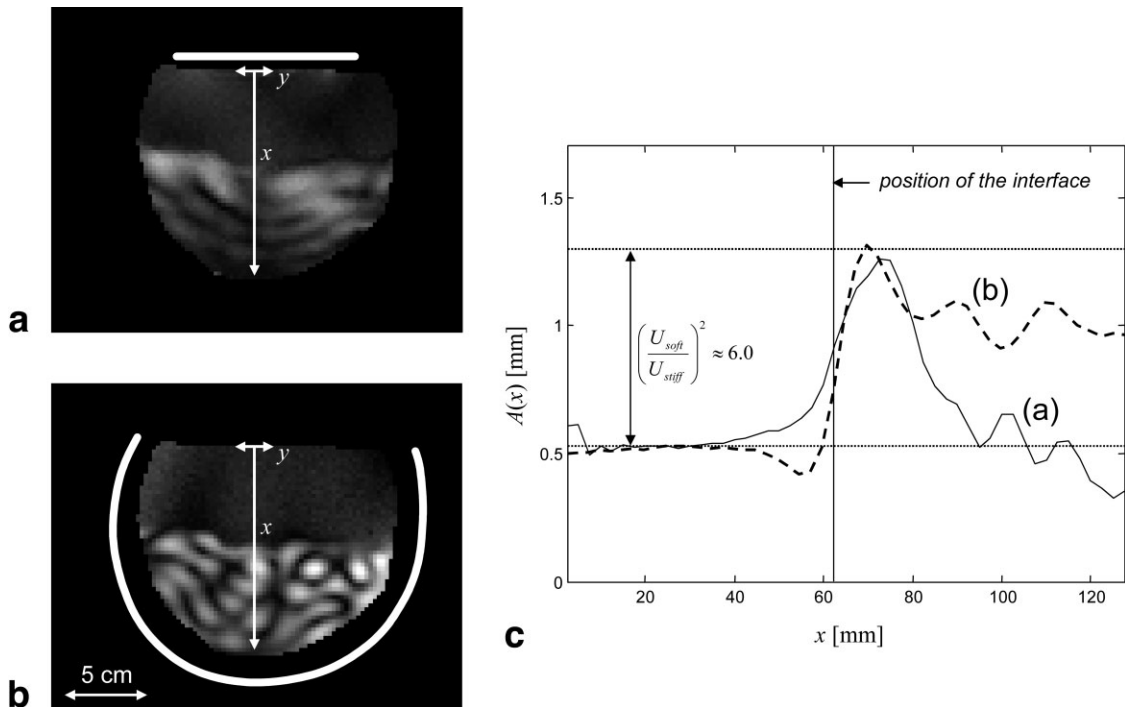 a
y
x
b
y
x
5 cm
c
A(x) [mm]
1.5
1
0.5
0
position of the interface
(U_soft / U_stiff)² ≈ 6.0
(b)
(a)
20 40 60 80 100 120
x [mm]